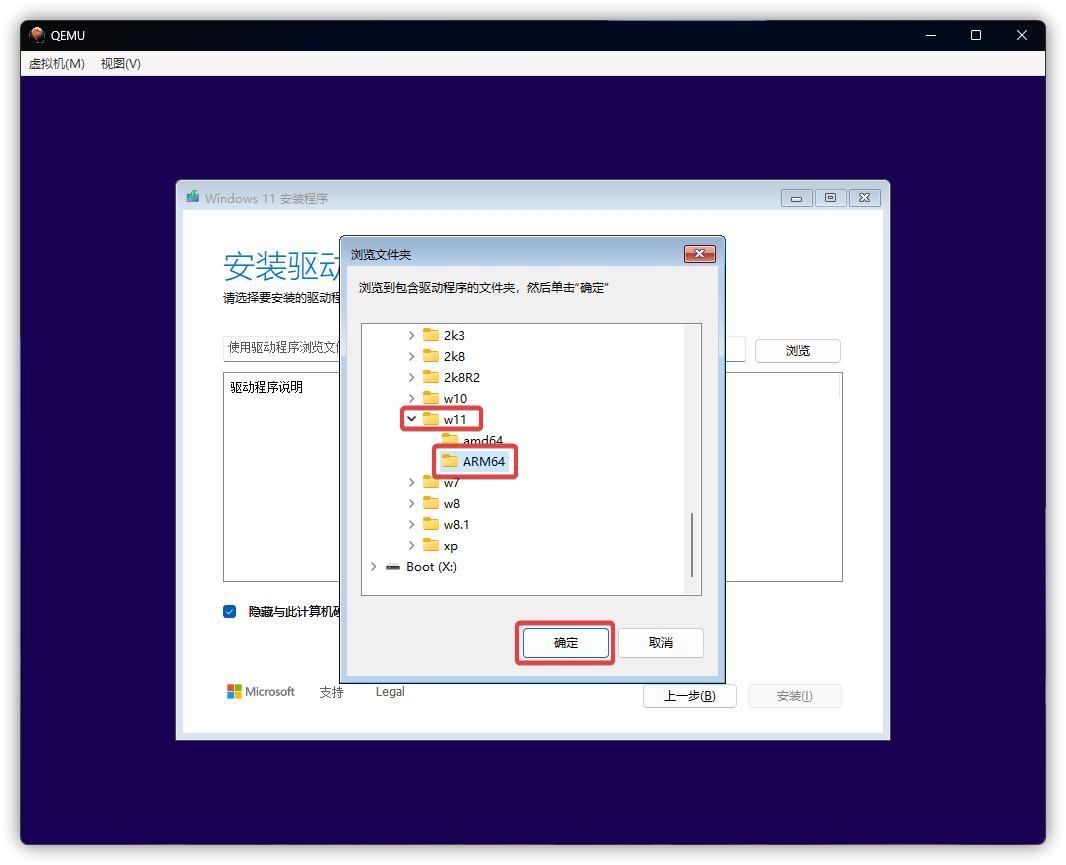 QEMU
虚拟机(M) 视图(V)
Windows 11 安装程序
安装驱动
请选择要安装的驱动程
使用驱动程序浏览文件
浏览
驱动程序说明
浏览文件夹
浏览到包含驱动程序的文件夹，然后单击"确定"
2k3
2k8
2k8R2
w10
w11
amd64
ARM64
w7
w8
w8.1
xp
Boot (X:)
确定 取消
隐藏与此计算机硬
Microsoft 支持 Legal
上一步(B) 安装(I)